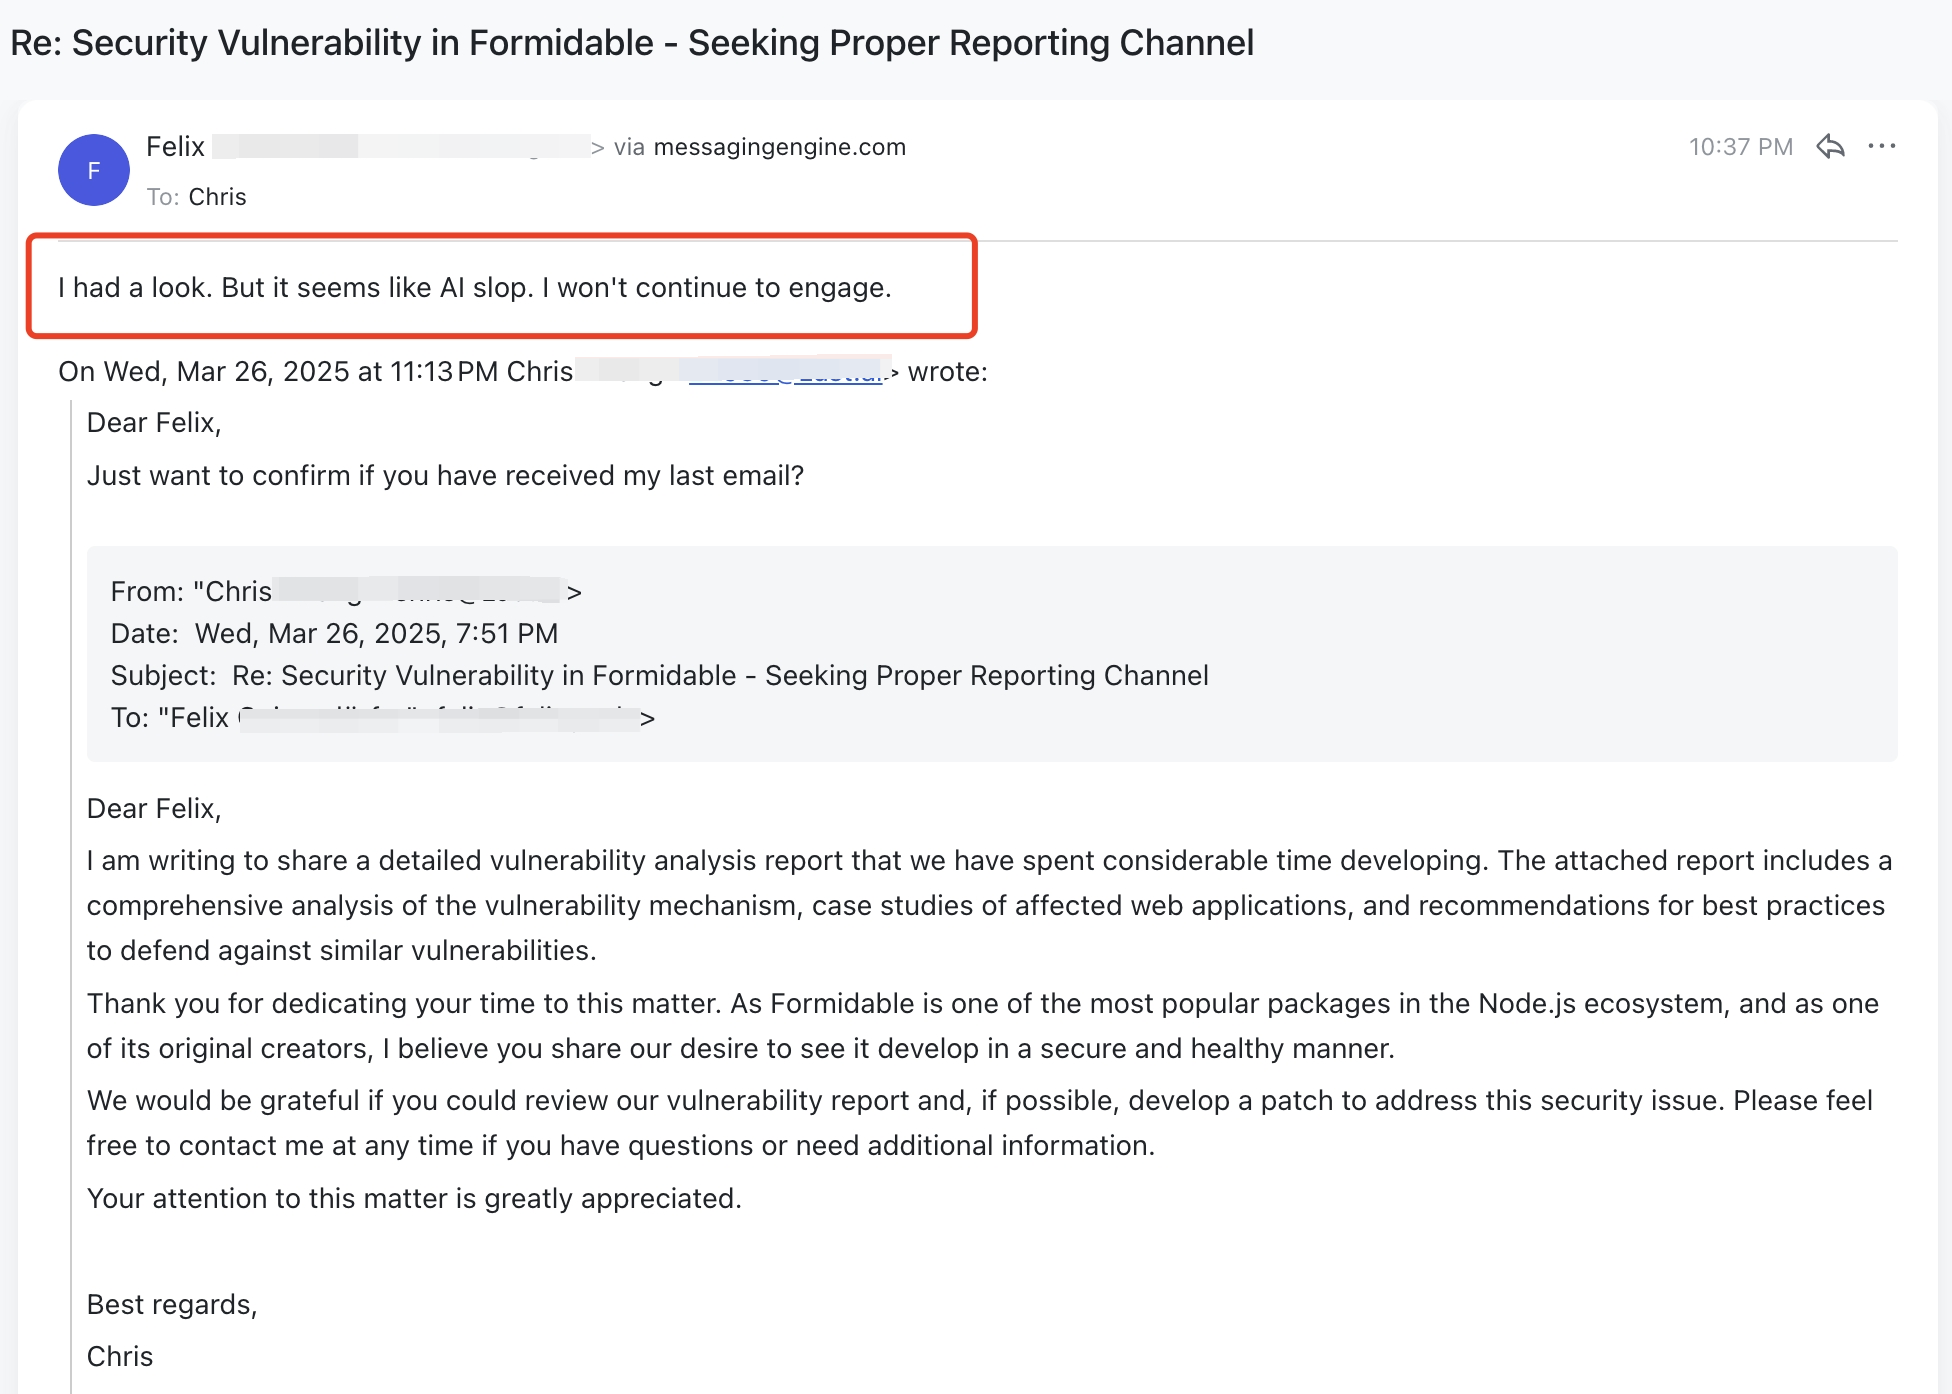 Re: Security Vulnerability in Formidable - Seeking Proper Reporting Channel
F
Felix > via messagingengine.com
10:37 PM
To: Chris
I had a look. But it seems like AI slop. I won't continue to engage.
On Wed, Mar 26, 2025 at 11:13 PM Chris > wrote:
Dear Felix,
Just want to confirm if you have received my last email?
From: "Chris >
Date: Wed, Mar 26, 2025, 7:51 PM
Subject: Re: Security Vulnerability in Formidable - Seeking Proper Reporting Channel
To: "Felix >
Dear Felix,
I am writing to share a detailed vulnerability analysis report that we have spent considerable time developing. The attached report includes a
comprehensive analysis of the vulnerability mechanism, case studies of affected web applications, and recommendations for best practices
to defend against similar vulnerabilities.
Thank you for dedicating your time to this matter. As Formidable is one of the most popular packages in the Node.js ecosystem, and as one
of its original creators, I believe you share our desire to see it develop in a secure and healthy manner.
We would be grateful if you could review our vulnerability report and, if possible, develop a patch to address this security issue. Please feel
free to contact me at any time if you have questions or need additional information.
Your attention to this matter is greatly appreciated.
Best regards,
Chris